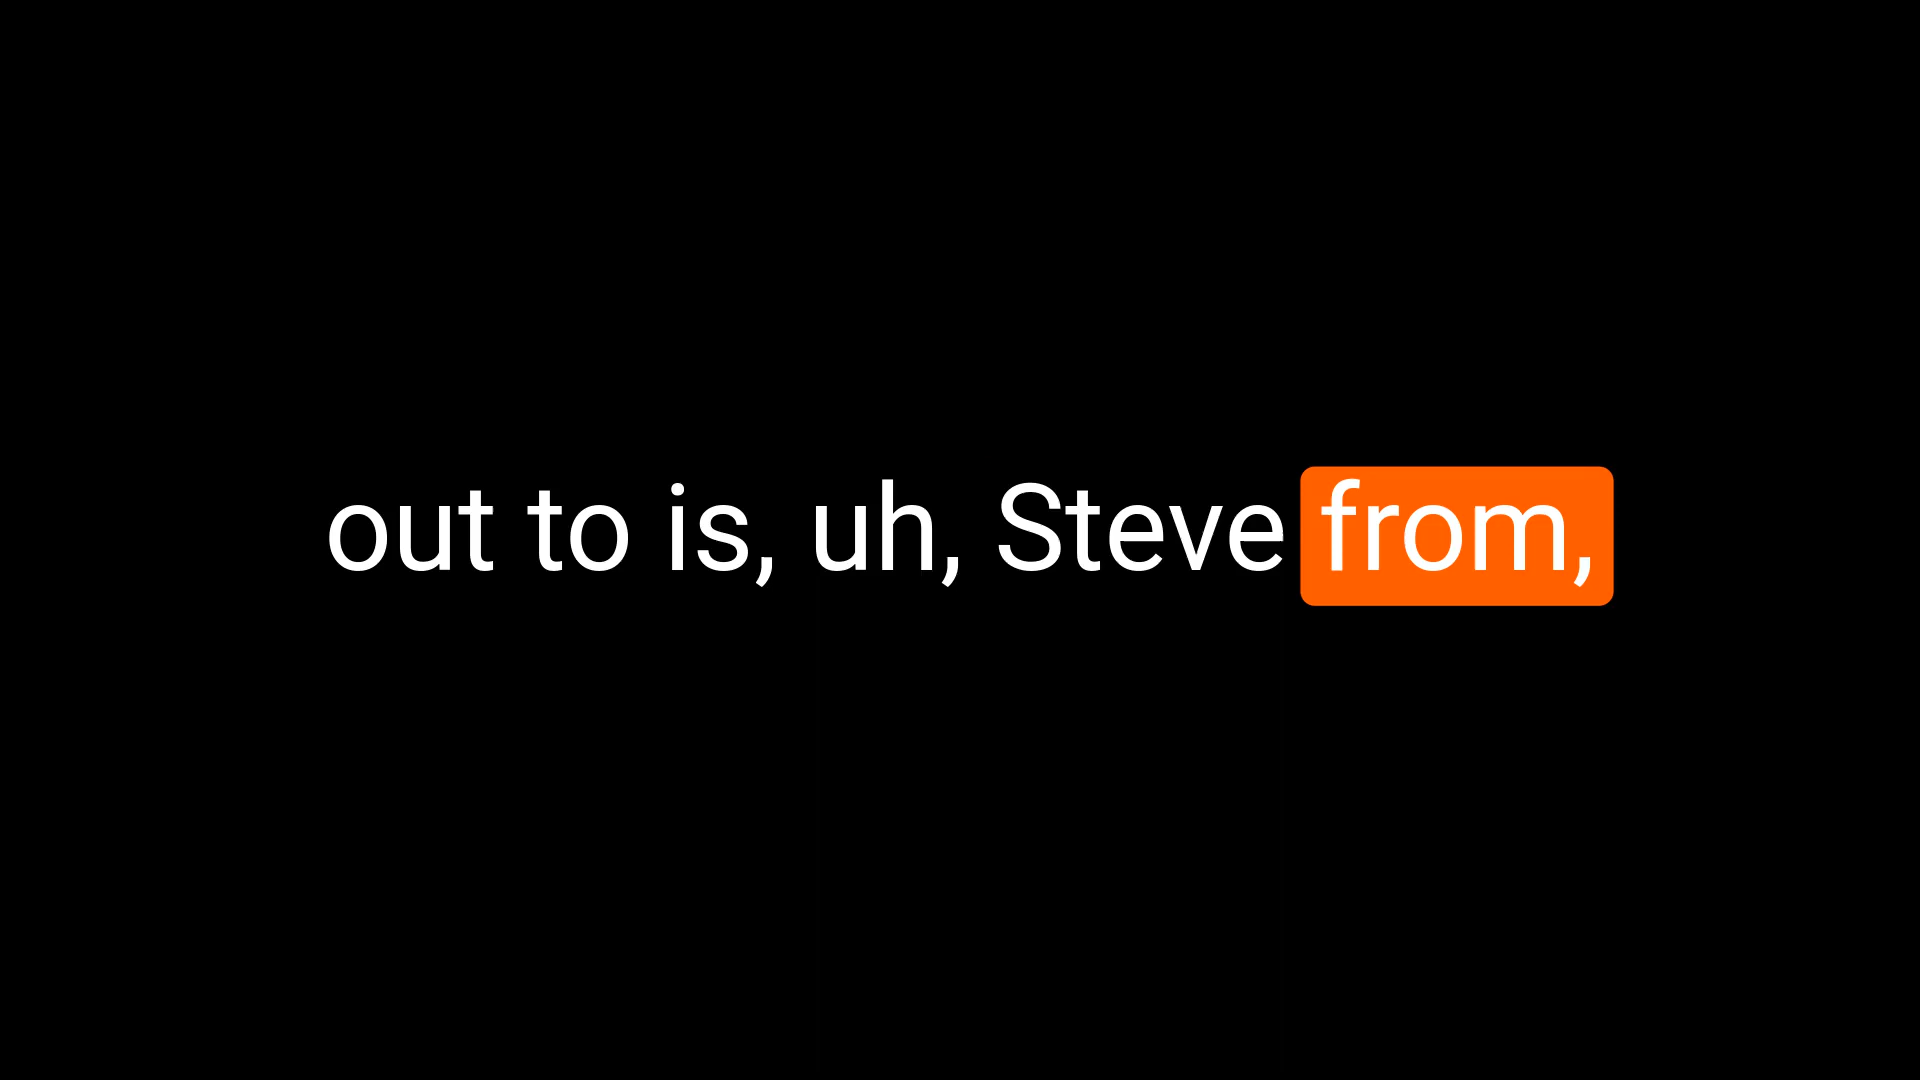 out to is, uh, Steve from,